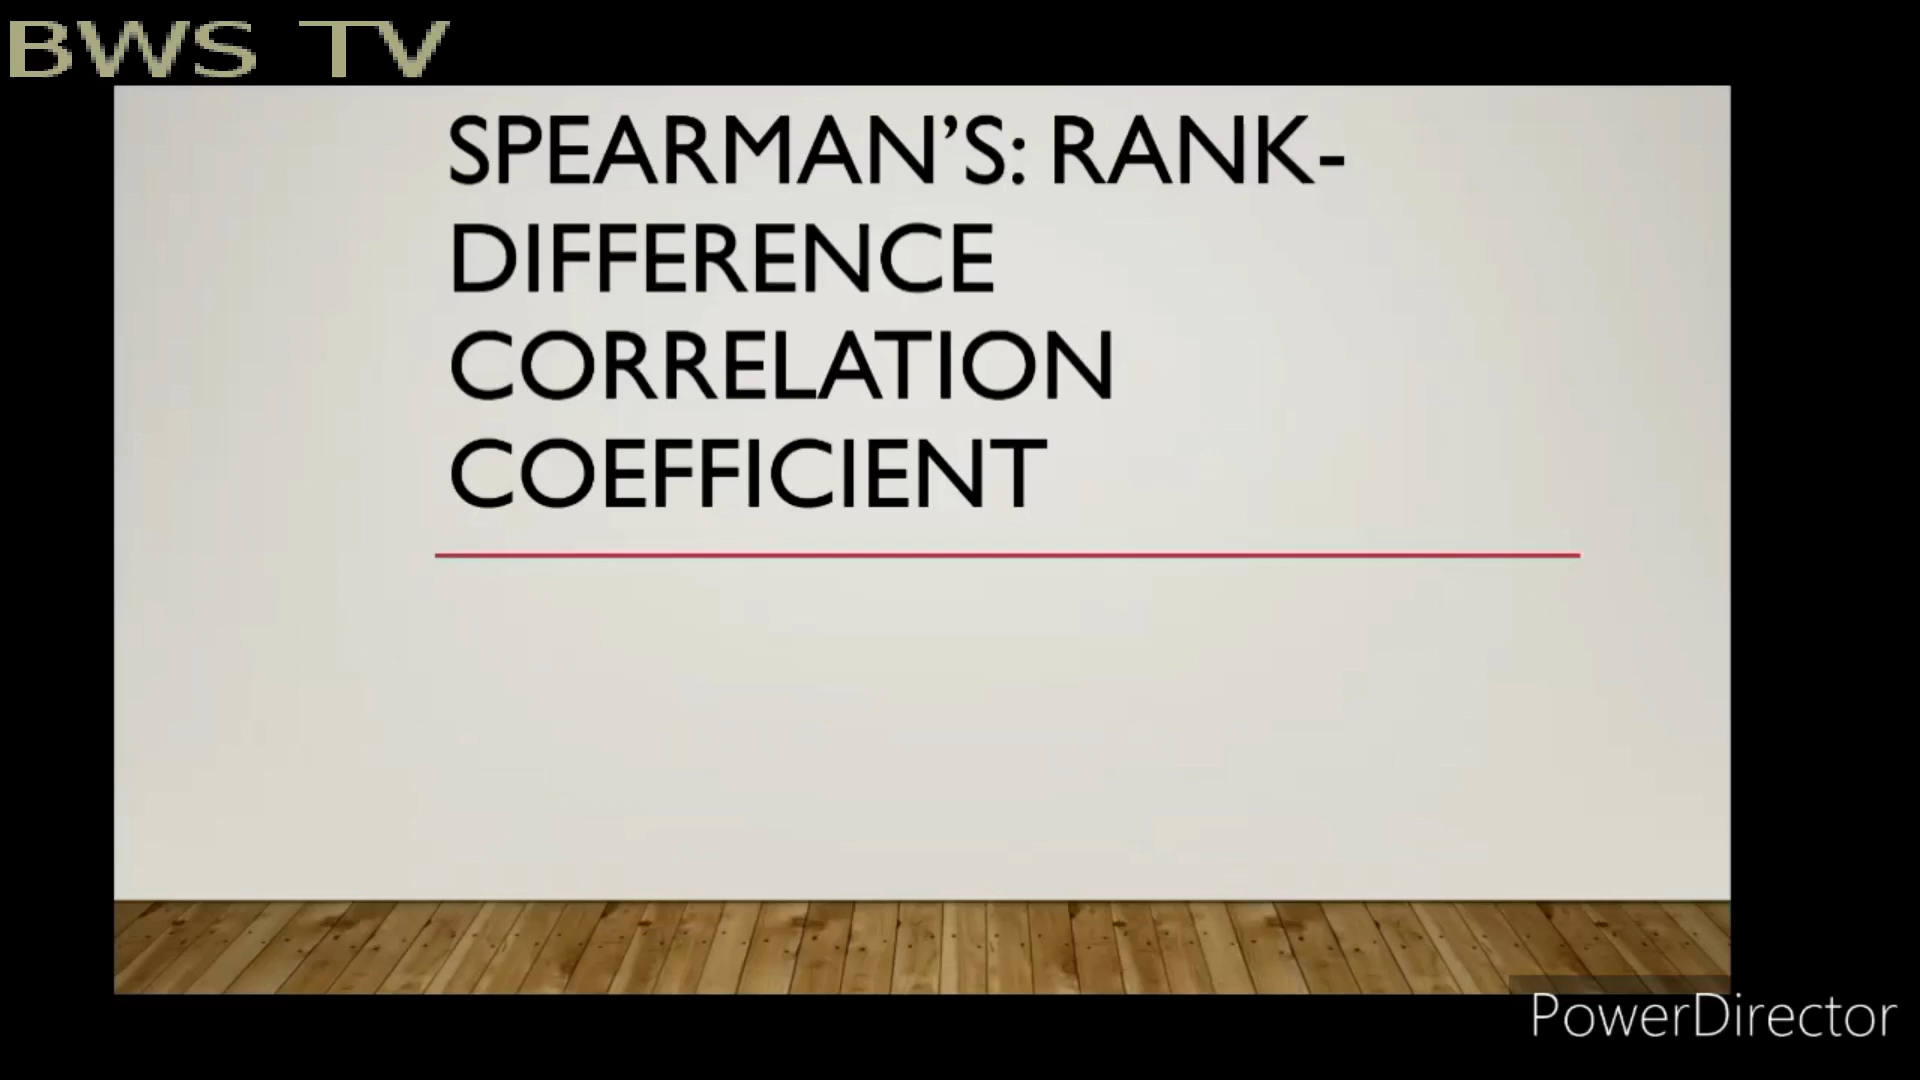 BWS TV
SPEARMAN'S: RANK-
DIFFERENCE
CORRELATION
COEFFICIENT
PowerDirector